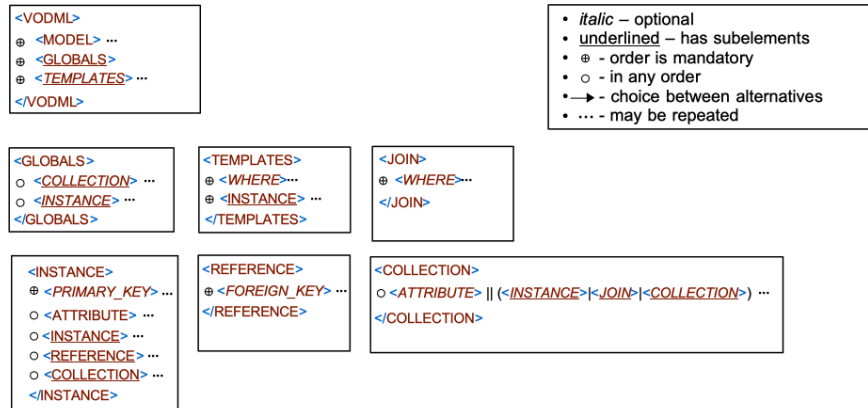 <VODML>
⊕ <MODEL> ...
⊕ <GLOBALS>
⊕ <TEMPLATES> ...
</VODML>
• italic – optional
• underlined – has subelements
• ⊕ - order is mandatory
• ○ - in any order
• → - choice between alternatives
• ... - may be repeated
<GLOBALS>
○ <COLLECTION> ...
○ <INSTANCE> ...
</GLOBALS>
<TEMPLATES>
⊕ <WHERE>...
⊕ <INSTANCE> ...
</TEMPLATES>
<JOIN>
⊕ <WHERE>...
</JOIN>
<INSTANCE>
⊕ <PRIMARY_KEY> ...
○ <ATTRIBUTE> ...
○ <INSTANCE> ...
○ <REFERENCE> ...
○ <COLLECTION> ...
</INSTANCE>
<REFERENCE>
⊕ <FOREIGN_KEY> ...
</REFERENCE>
<COLLECTION>
○ <ATTRIBUTE> || (<INSTANCE>|<JOIN>|<COLLECTION>) ...
</COLLECTION>